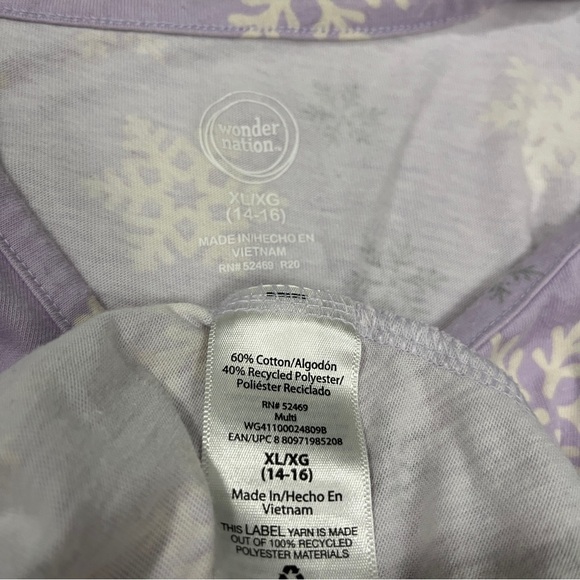 wonder
nation™
XL/XG
(14-16)
MADE IN/HECHO EN
VIETNAM
RN# 52469 R20
60% Cotton/Algodón
40% Recycled Polyester/
Poliéster Reciclado
RN# 52469
Multi
WG41100024809B
EAN/UPC 8 80971985208
XL/XG
(14-16)
Made In/Hecho En
Vietnam
THIS LABEL YARN IS MADE
OUT OF 100% RECYCLED
POLYESTER MATERIALS